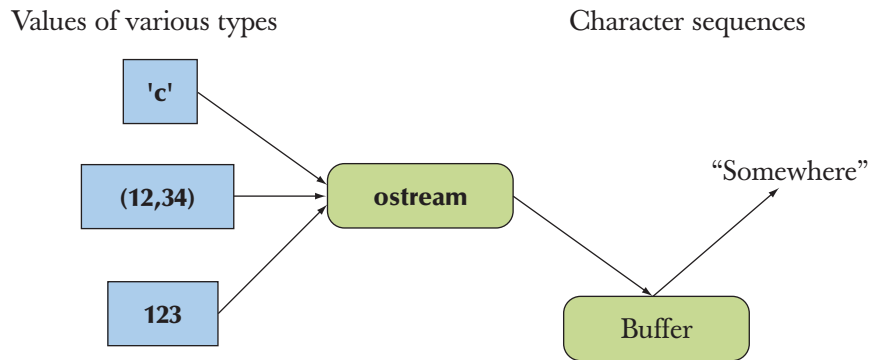 Values of various types
Character sequences
'c'
(12,34)
ostream
“Somewhere”
123
Buffer